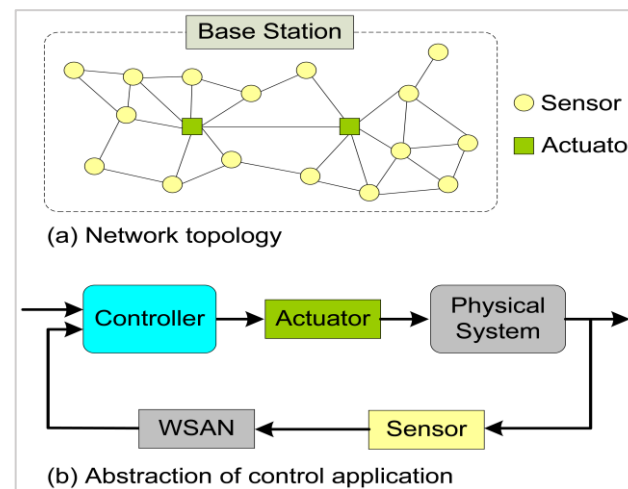 Base Station
Sensor
Actuato
(a) Network topology
Controller
Actuator
Physical
System
WSAN
Sensor
(b) Abstraction of control application